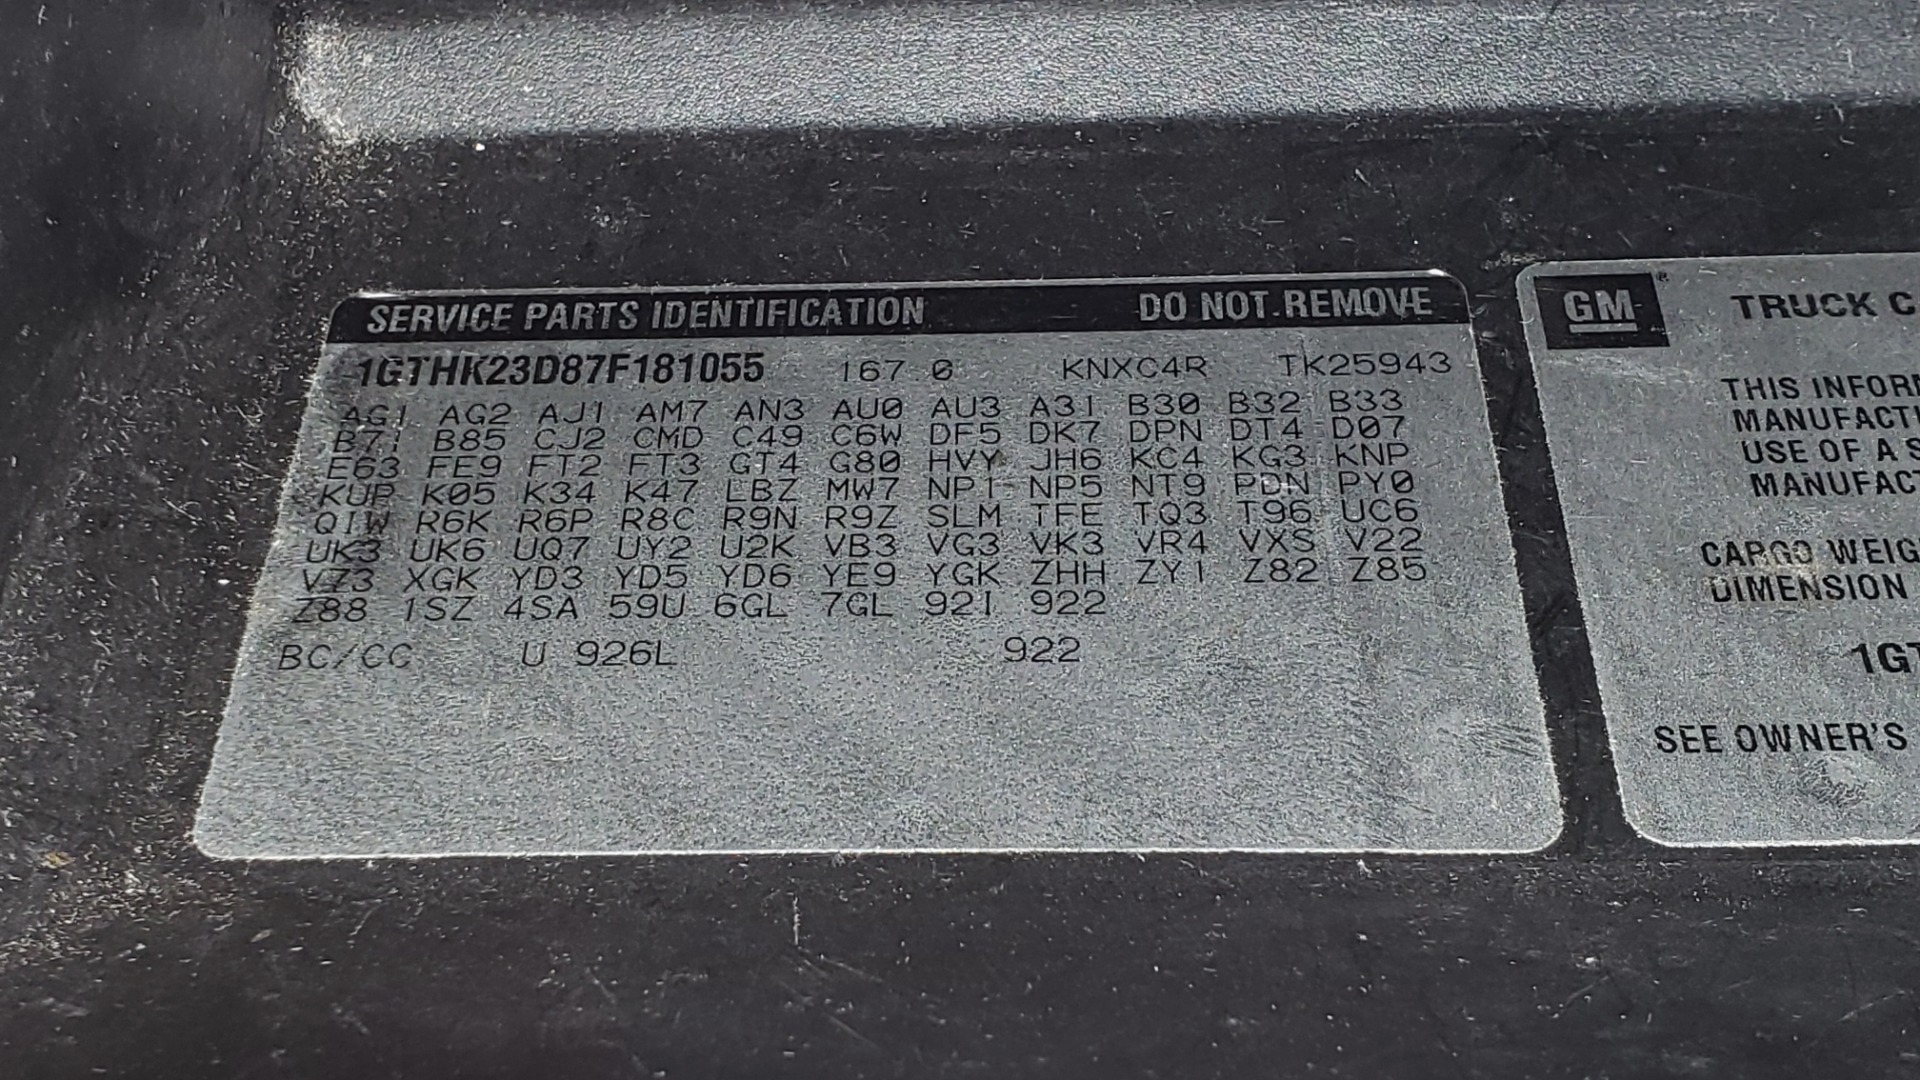 SERVICE PARTS IDENTIFICATION DO NOT REMOVE
1GTHK23D87F181055 167.0 KNXC4R TK25943
AG1 AG2 AJ1 AM7 AN3 AU0 AU3 A31 B30 B32 B33
B71 B85 CJ2 CMD C49 C6W DF5 DK7 DPN DT4 D07
E63 FE9 FT2 FT3 GT4 G80 HVY JH6 KC4 KG3 KNP
KUP K05 K34 K47 LBZ MW7 NP1 NP5 NT9 PDN PY0
Q1W R6K R6P R8C R9N R9Z SLM TFE TQ3 T96 UC6
UK3 UK6 UQ7 UY2 U2K VB3 VG3 VK3 VR4 VXS V22
V73 XGK YD3 YD5 YD6 YE9 YGK ZHH ZY1 Z82 Z85
Z88 1SZ 4SA 59U 6GL 7GL 921 922
BC/CC U 926L 922
GM® TRUCK C
THIS INFOR
MANUFACT
USE OF A S
MANUFACT
CARGO WEIG
DIMENSION
1GT
SEE OWNER'S